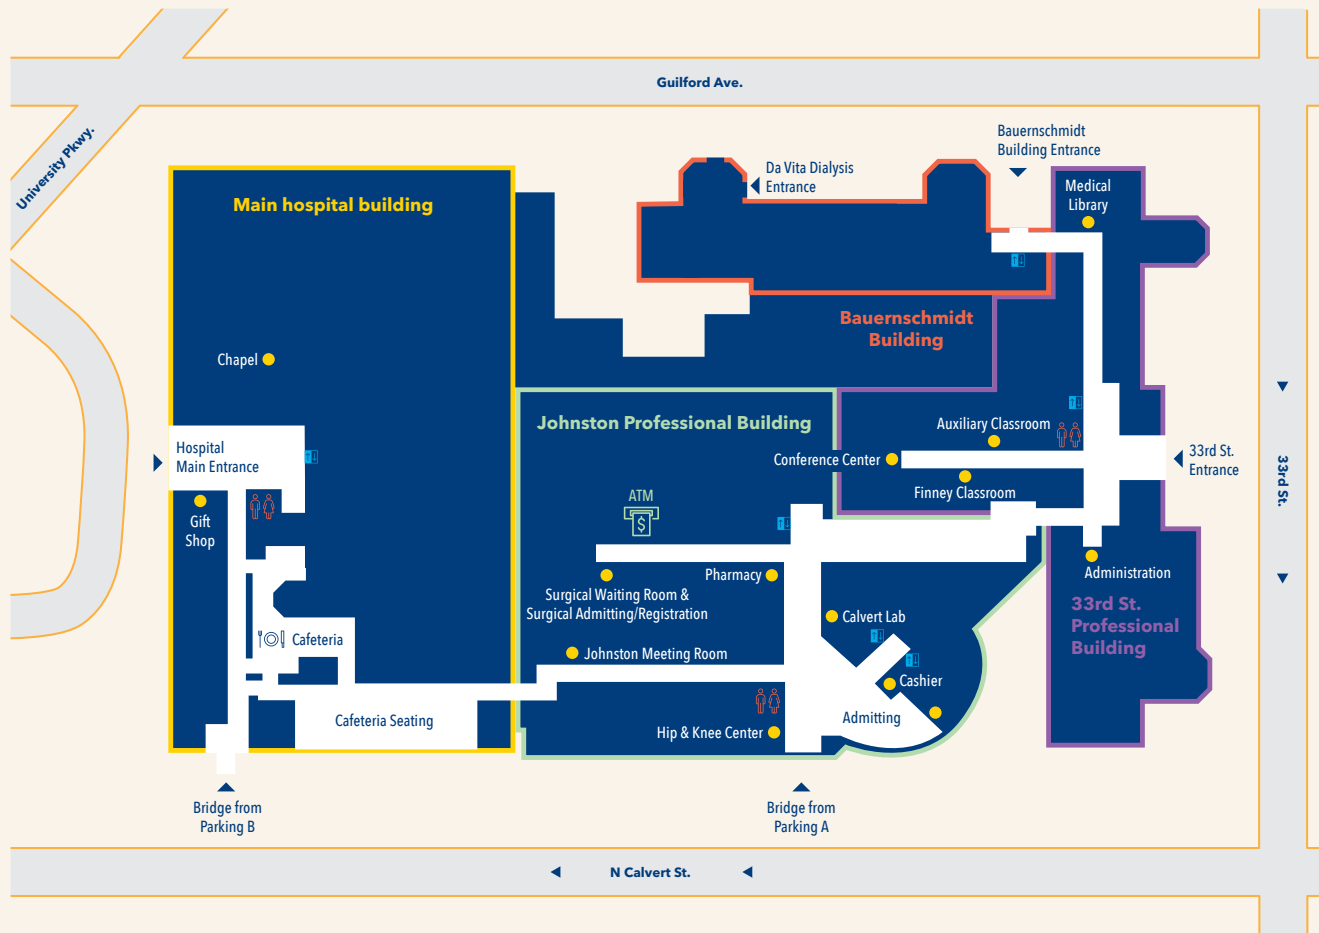 Guilford Ave.
University Pkwy.
Bauernschmidt
Building Entrance
Da Vita Dialysis
Entrance
Medical
Library
Main hospital building
Bauernschmidt
Building
Chapel
Johnston Professional Building
Auxiliary Classroom
Conference Center
Finney Classroom
33rd St.
Entrance
33rd St.
Hospital
Main Entrance
Gift
Shop
ATM
$
Surgical Waiting Room &
Surgical Admitting/Registration
Pharmacy
Calvert Lab
Administration
33rd St.
Professional
Building
Cafeteria
Johnston Meeting Room
Cashier
Admitting
Cafeteria Seating
Hip & Knee Center
Bridge from
Parking B
Bridge from
Parking A
N Calvert St.